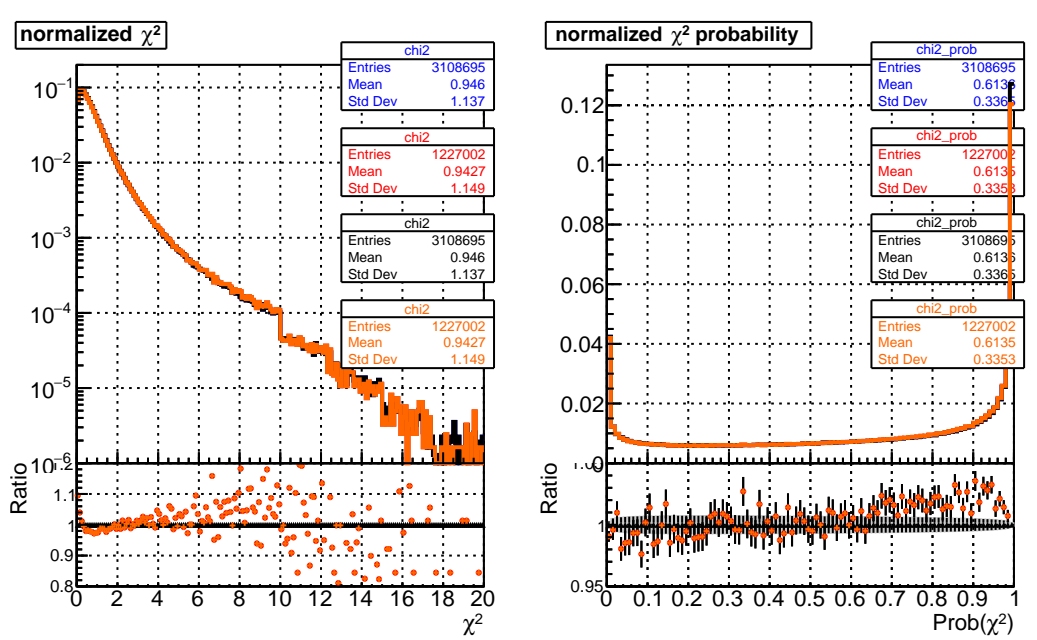 normalized χ²
chi2
Entries 3108695
Mean 0.946
Std Dev 1.137
chi2
Entries 1227002
Mean 0.9427
Std Dev 1.149
chi2
Entries 3108695
Mean 0.946
Std Dev 1.137
chi2
Entries 1227002
Mean 0.9427
Std Dev 1.149
10⁻¹
10⁻²
10⁻³
10⁻⁴
10⁻⁵
10⁻⁶
Ratio
1.2
1.1
1
0.9
0.8
0 2 4 6 8 10 12 14 16 18 20
χ²
normalized χ² probability
chi2_prob
Entries 3108695
Mean 0.6136
Std Dev 0.3365
chi2_prob
Entries 1227002
Mean 0.6135
Std Dev 0.3353
chi2_prob
Entries 3108695
Mean 0.6136
Std Dev 0.3365
chi2_prob
Entries 1227002
Mean 0.6135
Std Dev 0.3353
0.12
0.1
0.08
0.06
0.04
0.02
0
Ratio
1
0.95
0 0.1 0.2 0.3 0.4 0.5 0.6 0.7 0.8 0.9 1
Prob(χ²)